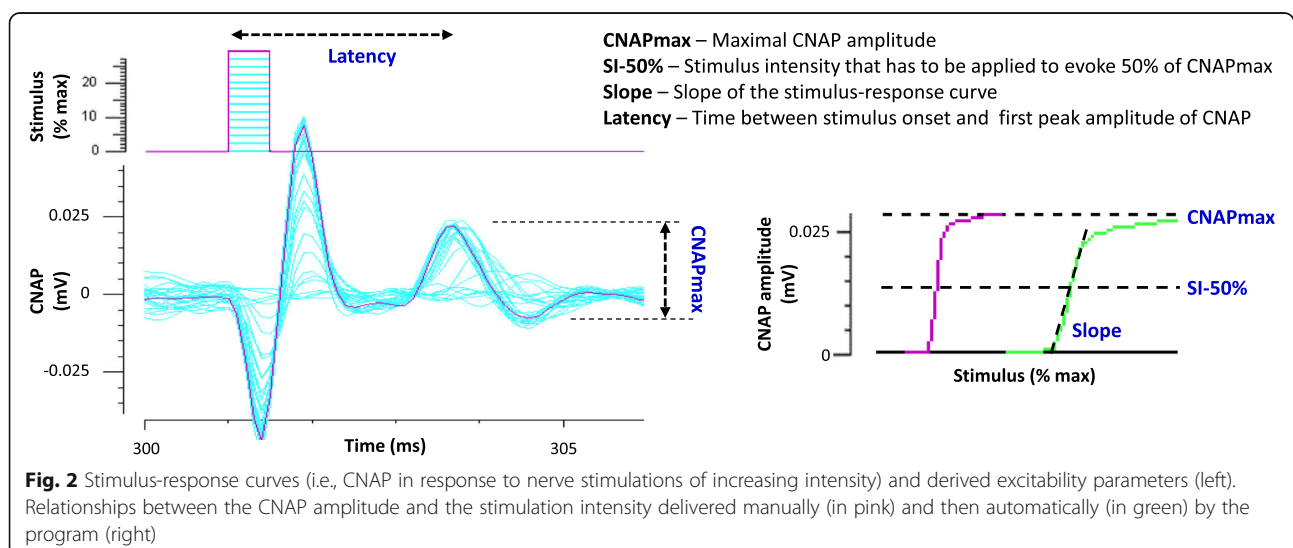 Latency
CNAPmax – Maximal CNAP amplitude
SI-50% – Stimulus intensity that has to be applied to evoke 50% of CNAPmax
Slope – Slope of the stimulus-response curve
Latency – Time between stimulus onset and first peak amplitude of CNAP
Stimulus
(% max)
20
10
0
CNAP
(mV)
0.025
0
-0.025
CNAPmax
300
Time (ms)
305
CNAP amplitude
(mV)
0.025
0
CNAPmax
SI-50%
Slope
Stimulus (% max)
Fig. 2 Stimulus-response curves (i.e., CNAP in response to nerve stimulations of increasing intensity) and derived excitability parameters (left).
Relationships between the CNAP amplitude and the stimulation intensity delivered manually (in pink) and then automatically (in green) by the
program (right)